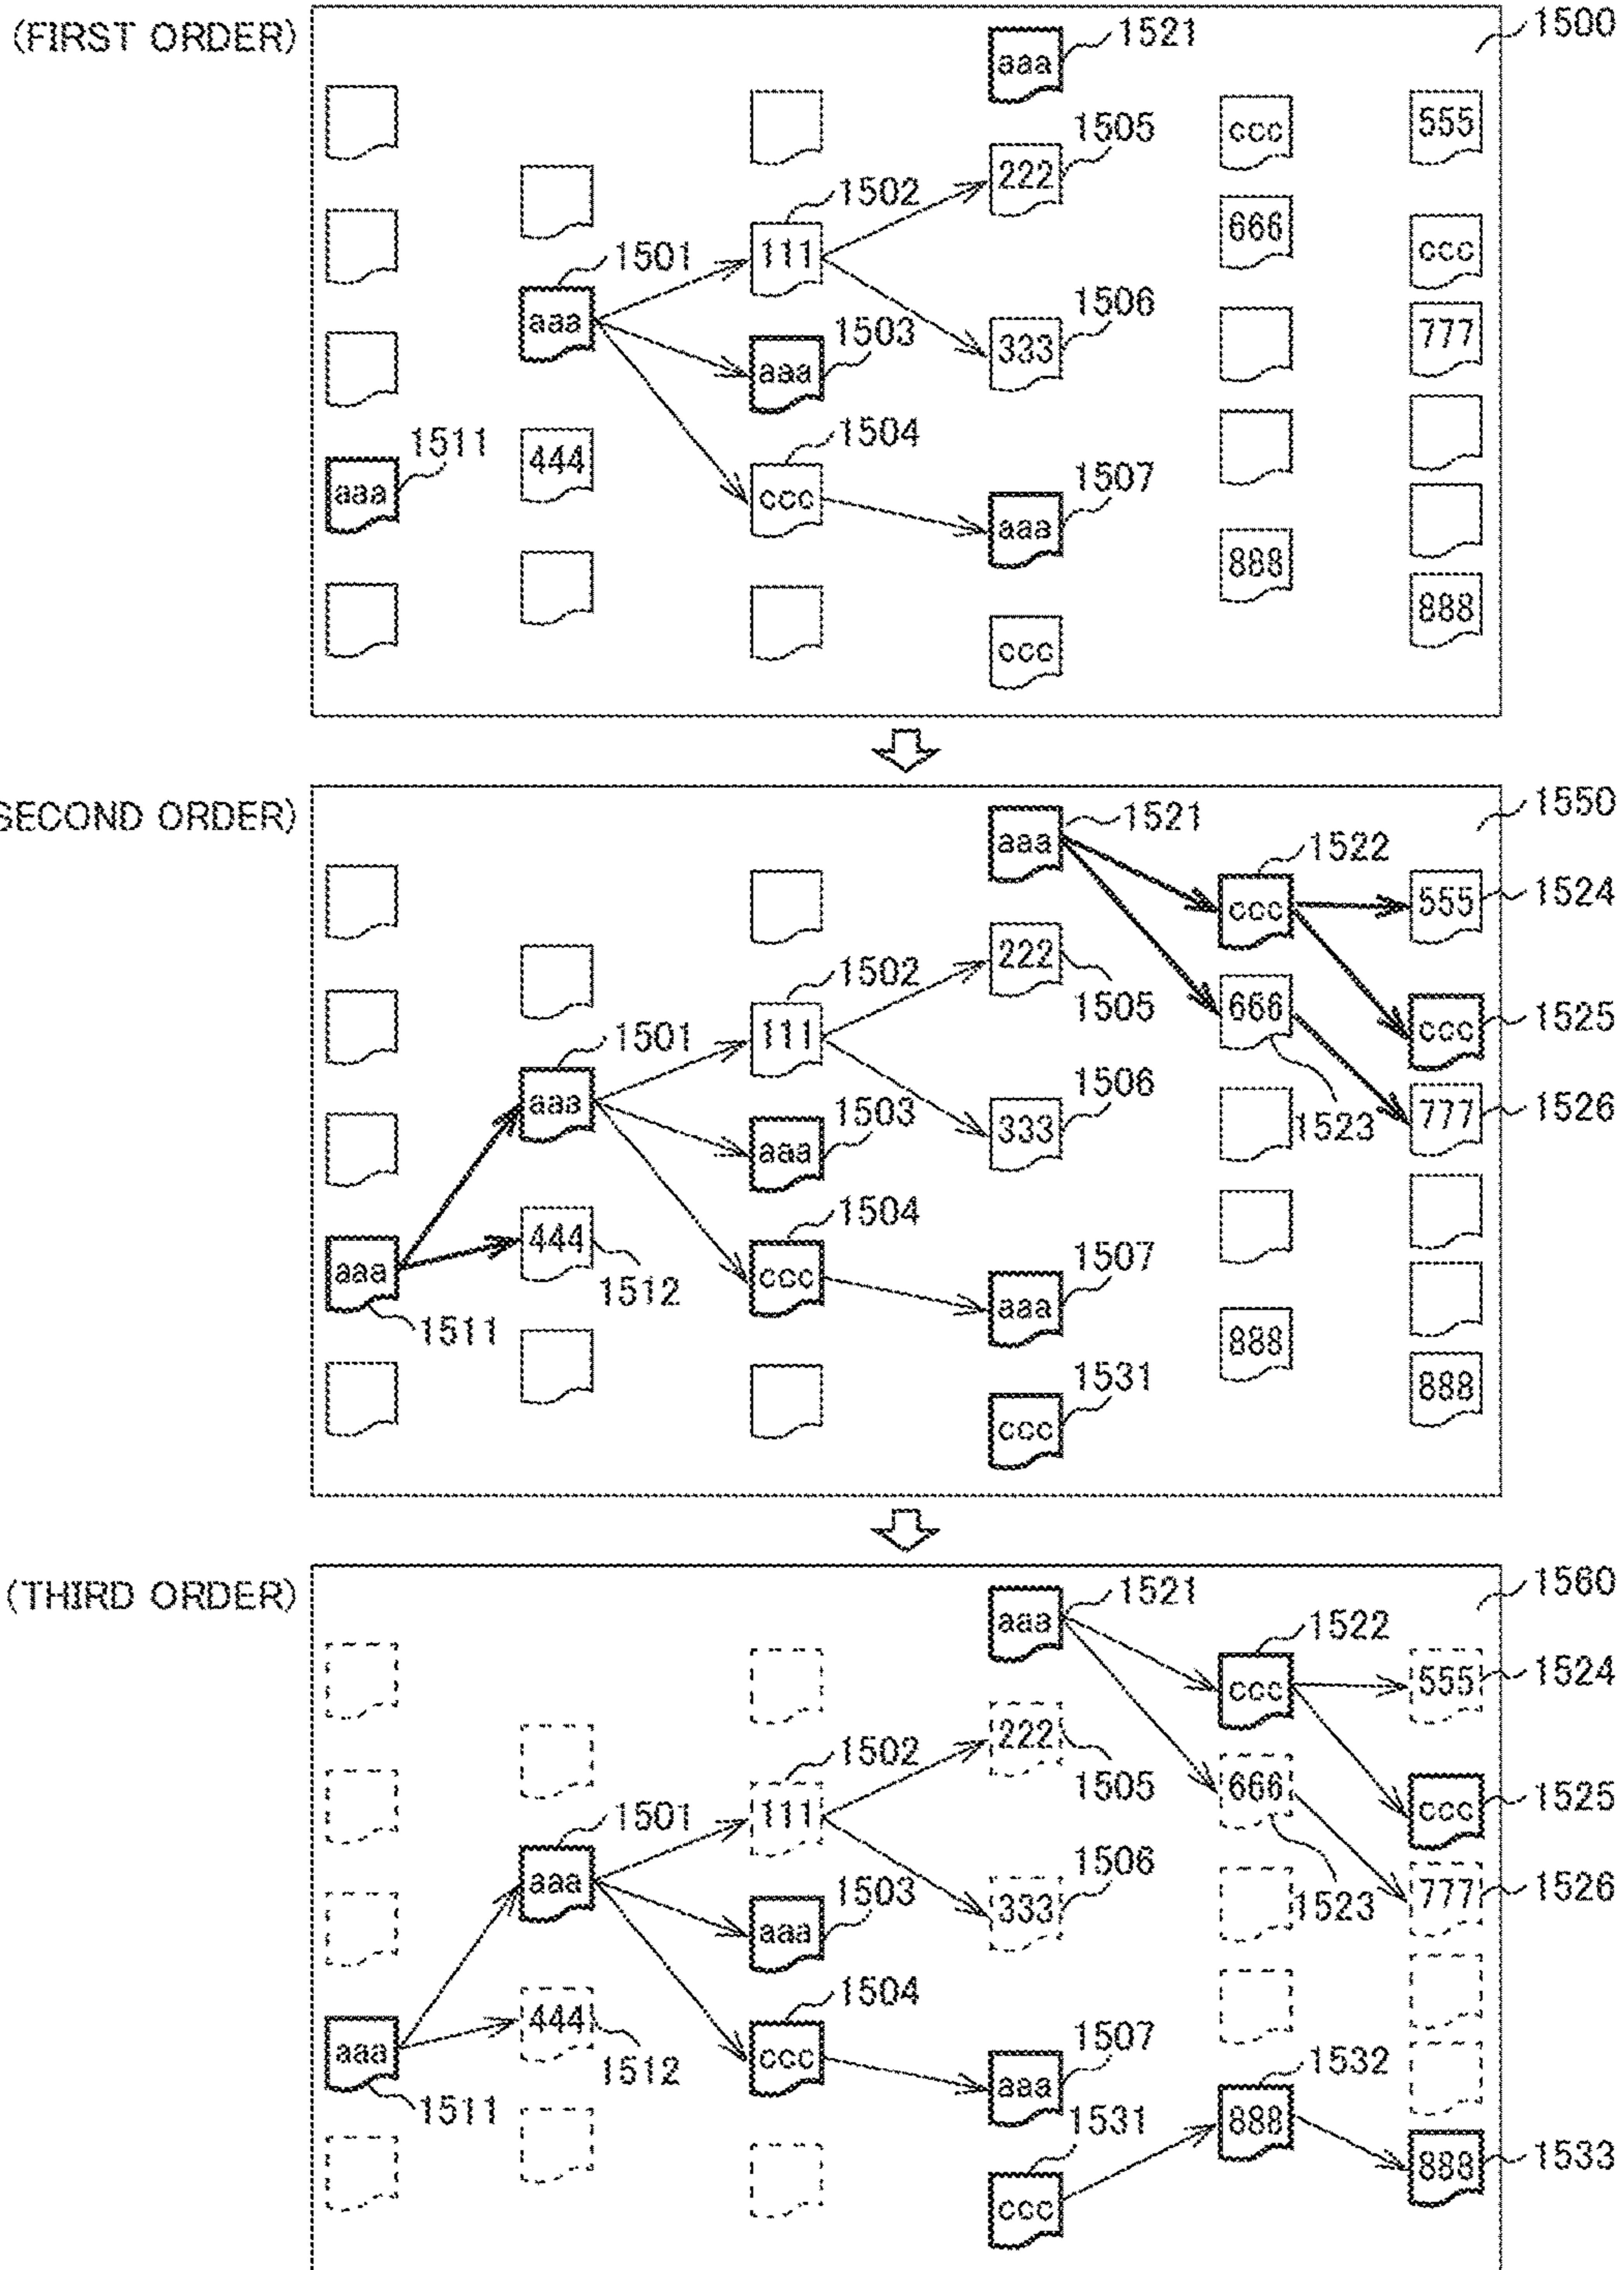 (FIRST ORDER)
1500
aaa 1521
ccc
555
222 1505
1502
111
666
ccc
1501
aaa
1503
aaa
333 1506
777
1511
aaa
444
1504
ccc
1507
aaa
888
888
ccc
SECOND ORDER)
1550
aaa 1521
1522
ccc
555 1524
222
1505
1502
111
666
1523
ccc 1525
1501
aaa
1503
aaa
1506
333
777 1526
444
1512
1504
ccc
aaa
1511
1507
aaa
888
888
1531
ccc
(THIRD ORDER)
1560
aaa 1521
1522
ccc
555 1524
222
1505
1502
111
666
1523
ccc 1525
1501
aaa
1503
aaa
1506
333
777 1526
444
1512
1504
ccc
aaa
1511
1507
aaa
1532
888
1531
ccc
888 1533